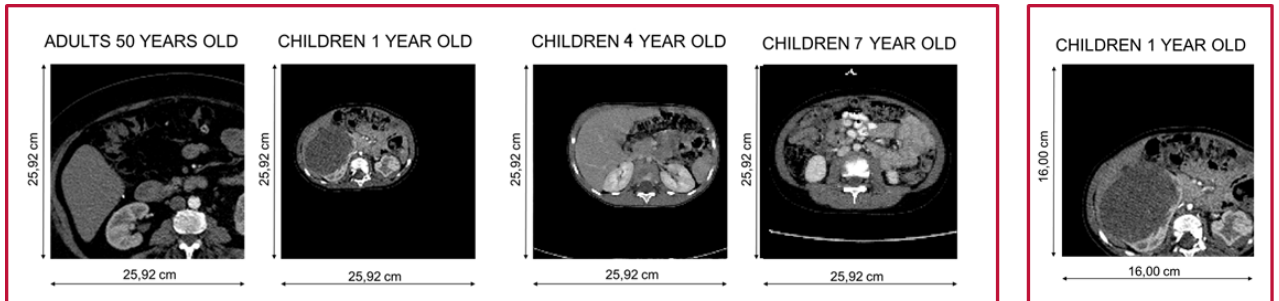 ADULTS 50 YEARS OLD
25,92 cm
25,92 cm
CHILDREN 1 YEAR OLD
25,92 cm
25,92 cm
CHILDREN 4 YEAR OLD
25,92 cm
25,92 cm
CHILDREN 7 YEAR OLD
25,92 cm
25,92 cm
CHILDREN 1 YEAR OLD
16,00 cm
16,00 cm